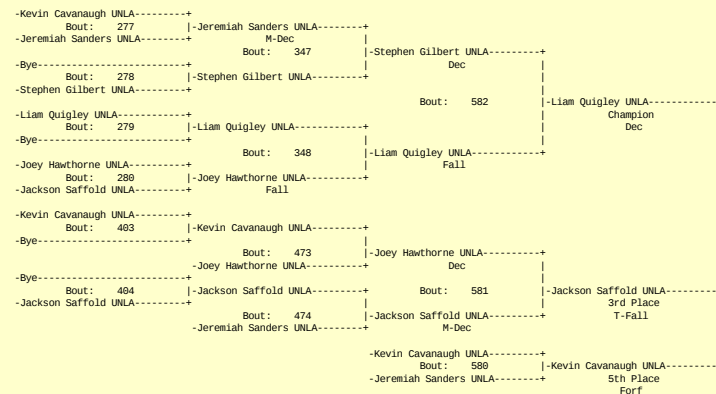 -Kevin Cavanaugh UNLA---------+
Bout:    277         |-Jeremiah Sanders UNLA--------+
-Jeremiah Sanders UNLA--------+            M-Dec            |
Bout:    347         |-Stephen Gilbert UNLA---------+
-Bye--------------------------+                             |             Dec              |
Bout:    278         |-Stephen Gilbert UNLA---------+                              |
-Stephen Gilbert UNLA---------+                                                            |
Bout:    582         |-Liam Quigley UNLA------------
-Liam Quigley UNLA------------+                                                            |          Champion
Bout:    279         |-Liam Quigley UNLA------------+                              |             Dec
-Bye--------------------------+                             |                              |
Bout:    348         |-Liam Quigley UNLA------------+
-Joey Hawthorne UNLA----------+                             |            Fall
Bout:    280         |-Joey Hawthorne UNLA----------+
-Jackson Saffold UNLA---------+            Fall
-Kevin Cavanaugh UNLA---------+
Bout:    403         |-Kevin Cavanaugh UNLA---------+
-Bye--------------------------+                             |
Bout:    473         |-Joey Hawthorne UNLA----------+
-Joey Hawthorne UNLA----------+             Dec              |
-Bye--------------------------+                                                            |
Bout:    404         |-Jackson Saffold UNLA---------+        Bout:    581         |-Jackson Saffold UNLA---------
-Jackson Saffold UNLA---------+                             |                              |          3rd Place
Bout:    474         |-Jackson Saffold UNLA---------+           T-Fall
-Jeremiah Sanders UNLA--------+            M-Dec
-Kevin Cavanaugh UNLA---------+
Bout:    580         |-Kevin Cavanaugh UNLA---------
-Jeremiah Sanders UNLA--------+          5th Place
Forf